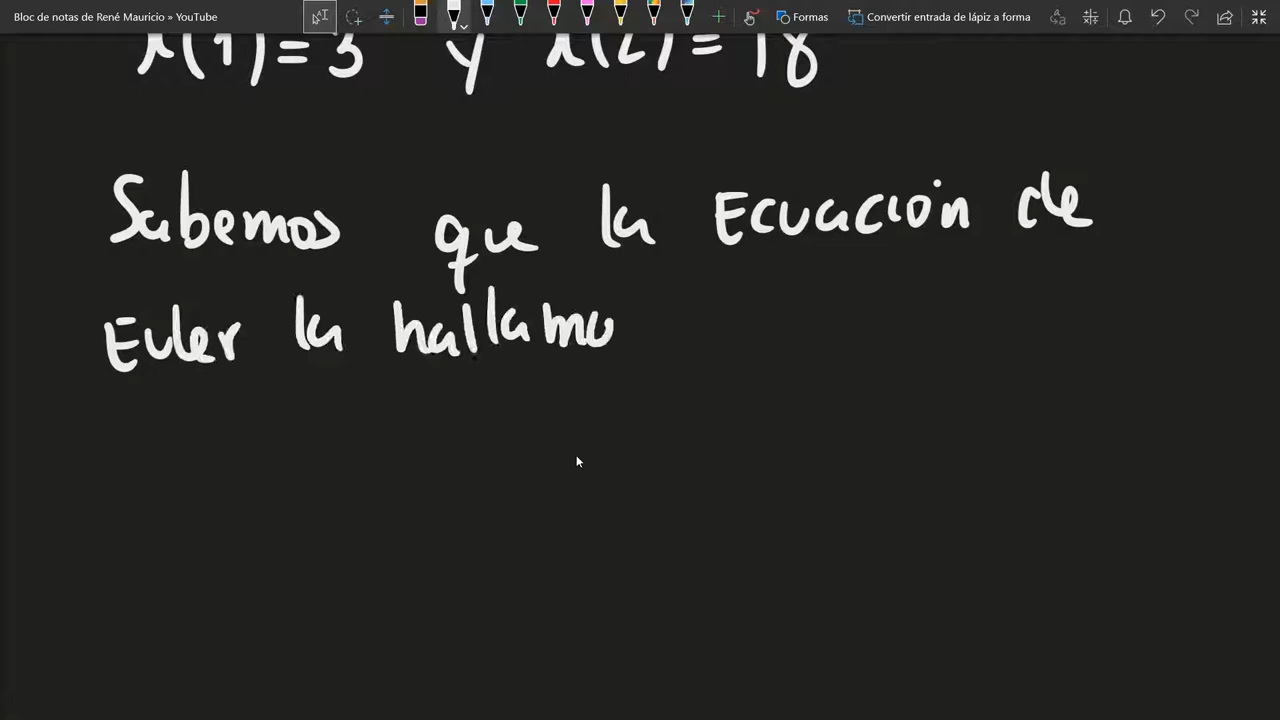 Bloc de notas de René Mauricio » YouTube
Formas
Convertir entrada de lápiz a forma
x(1)=3 y x(2)=18
Sabemos que la Ecuación de
Euler la hallamo